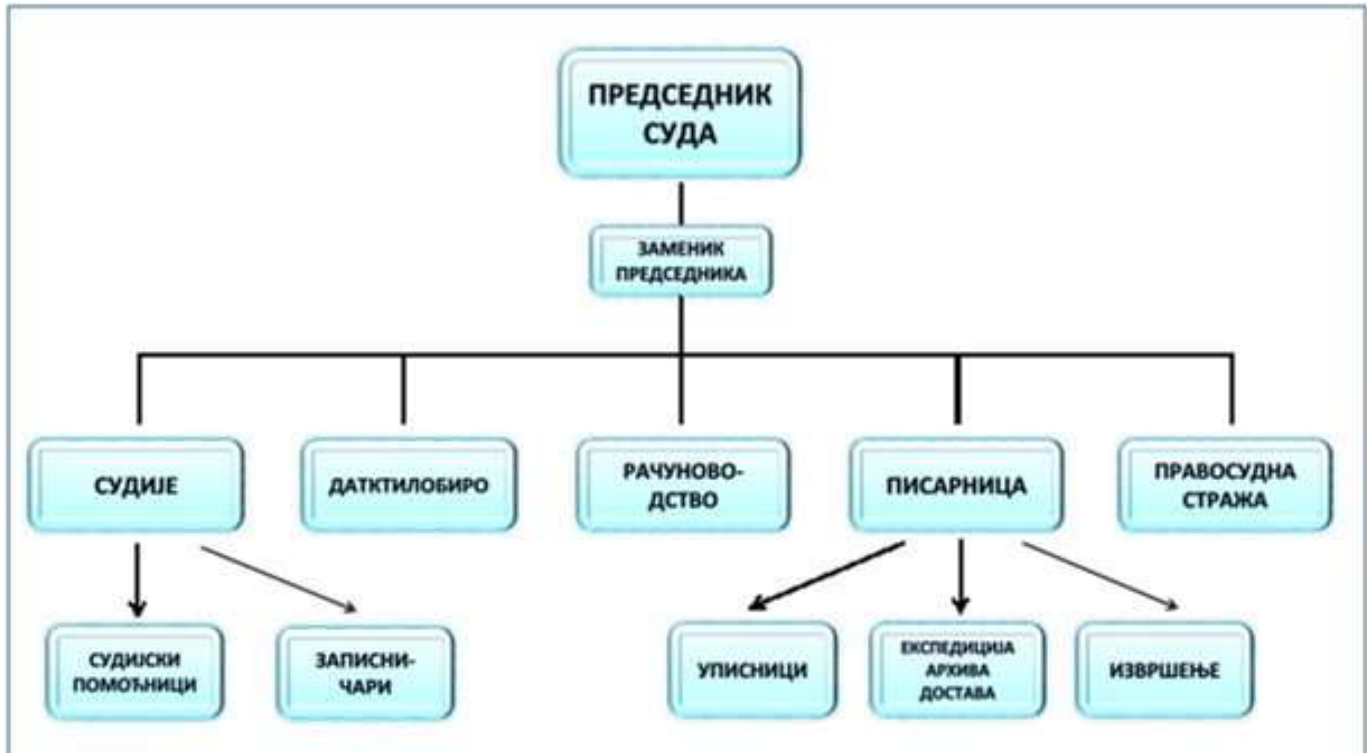 ПРЕДСЕДНИК
СУДА
ЗАМЕНИК
ПРЕДСЕДНИКА
СУДИЈЕ
ДАТКТИЛОБИРО
РАЧУНОВО-
ДСТВО
ПИСАРНИЦА
ПРАВОСУДНА
СТРАЖА
СУДИЈСКИ
ПОМОЋНИЦИ
ЗАПИСНИ-
ЧАРИ
УПИСНИЦИ
ЕКСПЕДИЦИЈА
АРХИВА
ДОСТАВА
ИЗВРШЕЊЕ